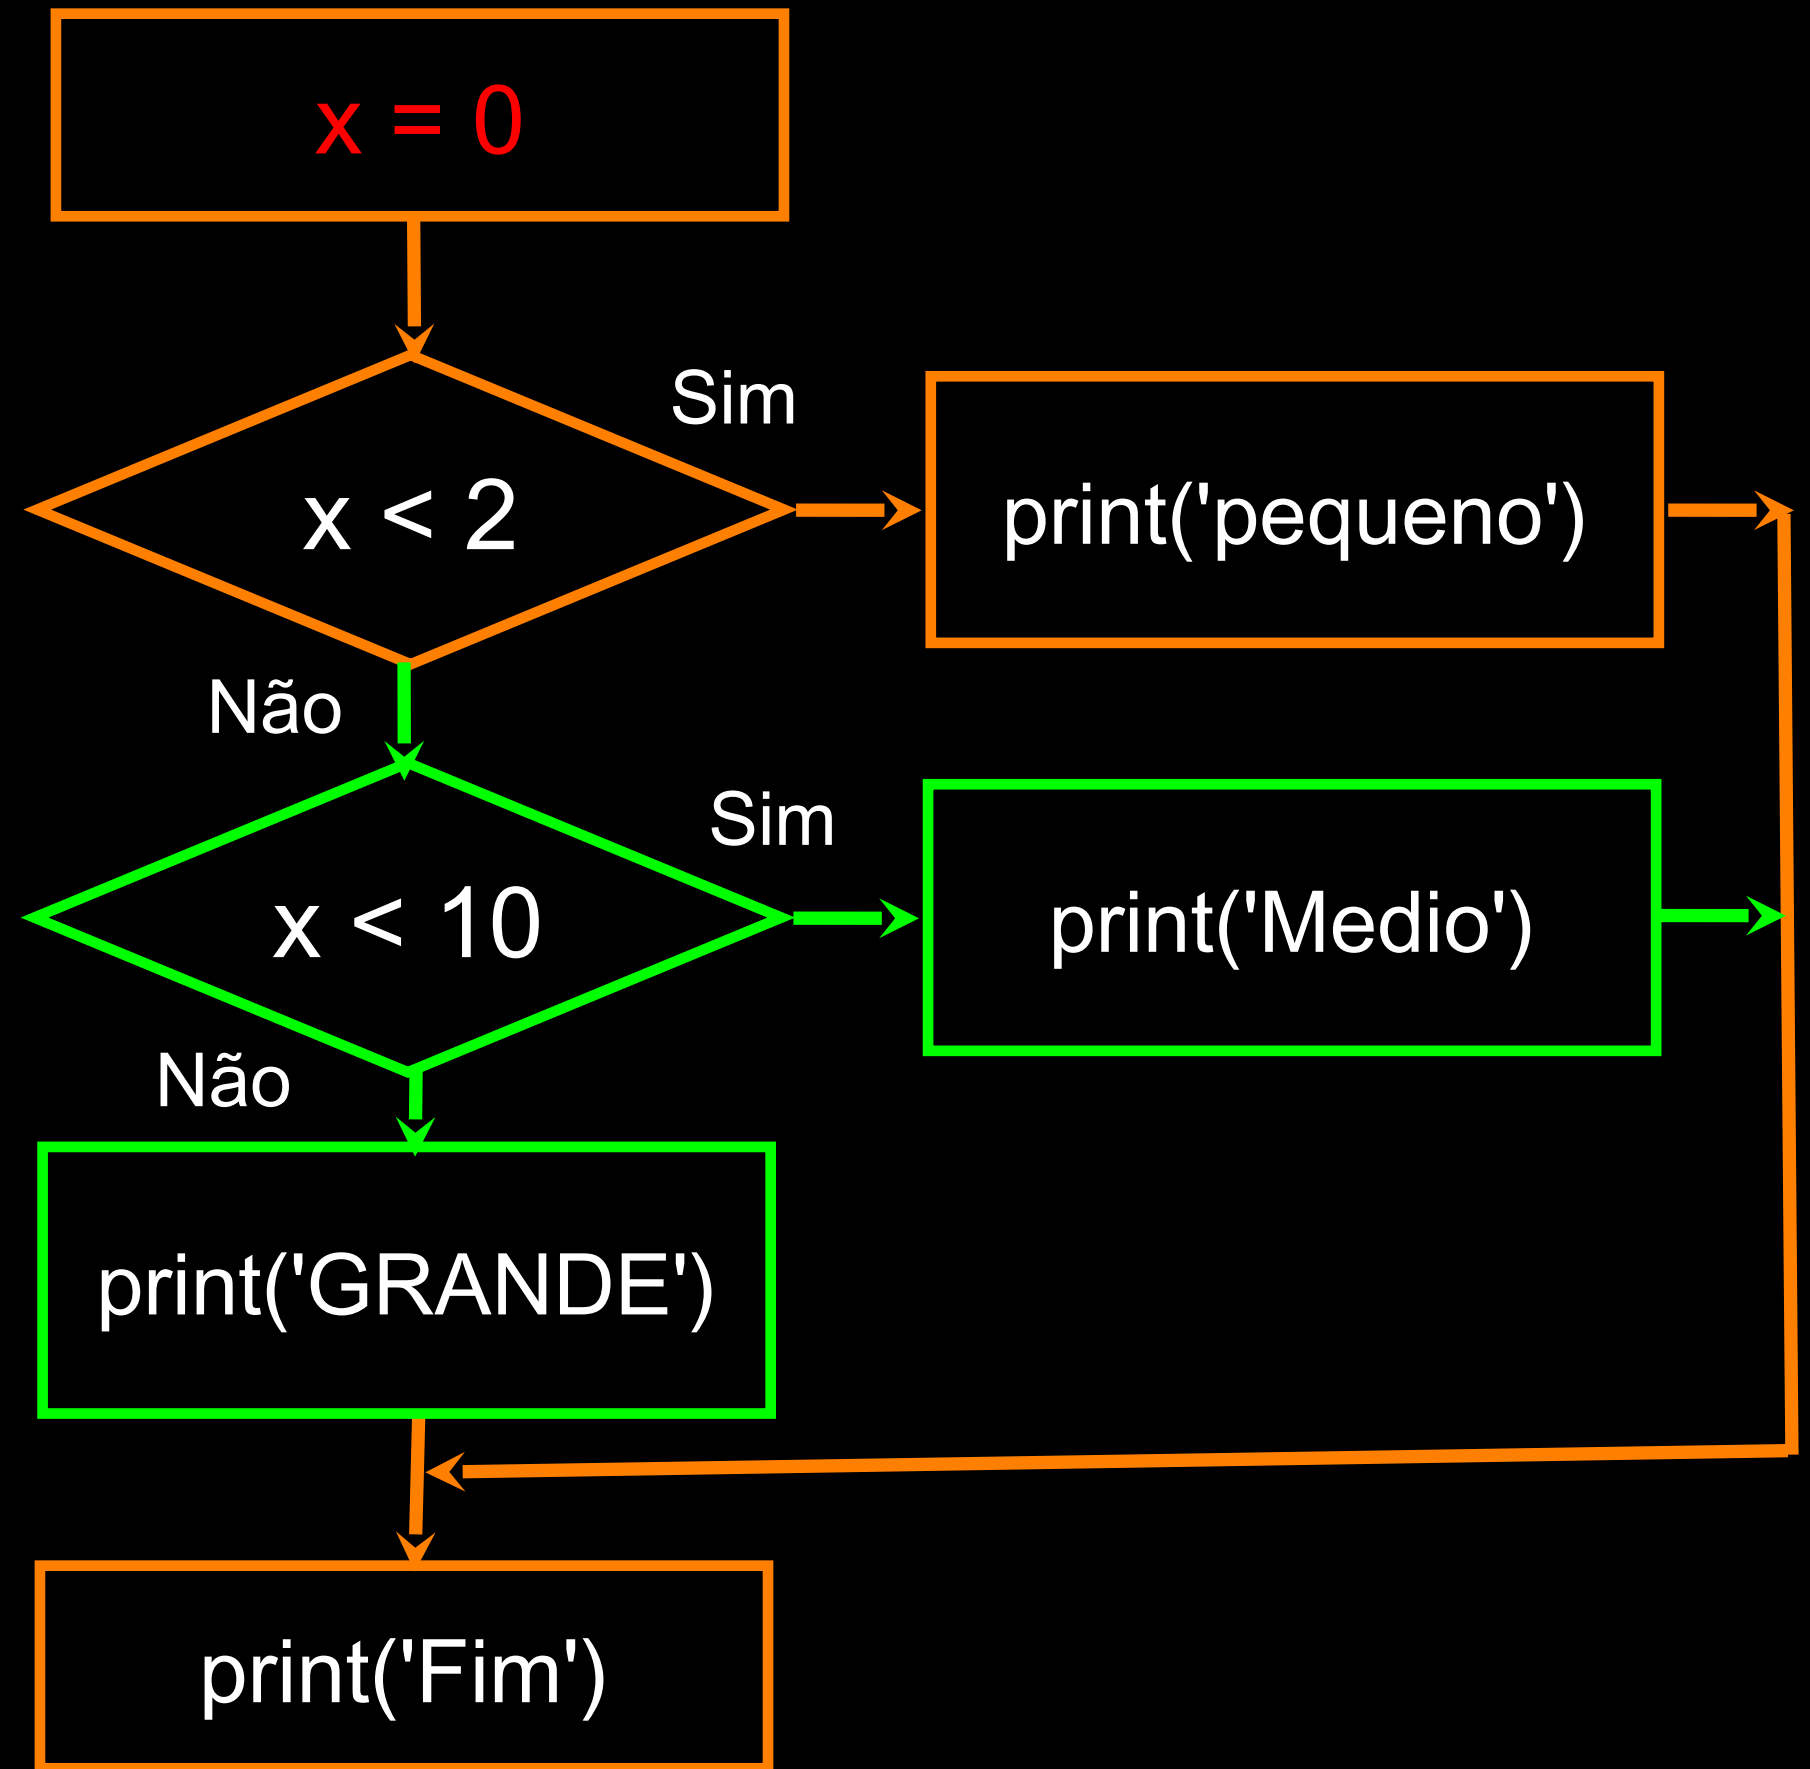 x = 0
Sim
x < 2
print('pequeno')
Não
Sim
x < 10
print('Medio')
Não
print('GRANDE')
print('Fim')